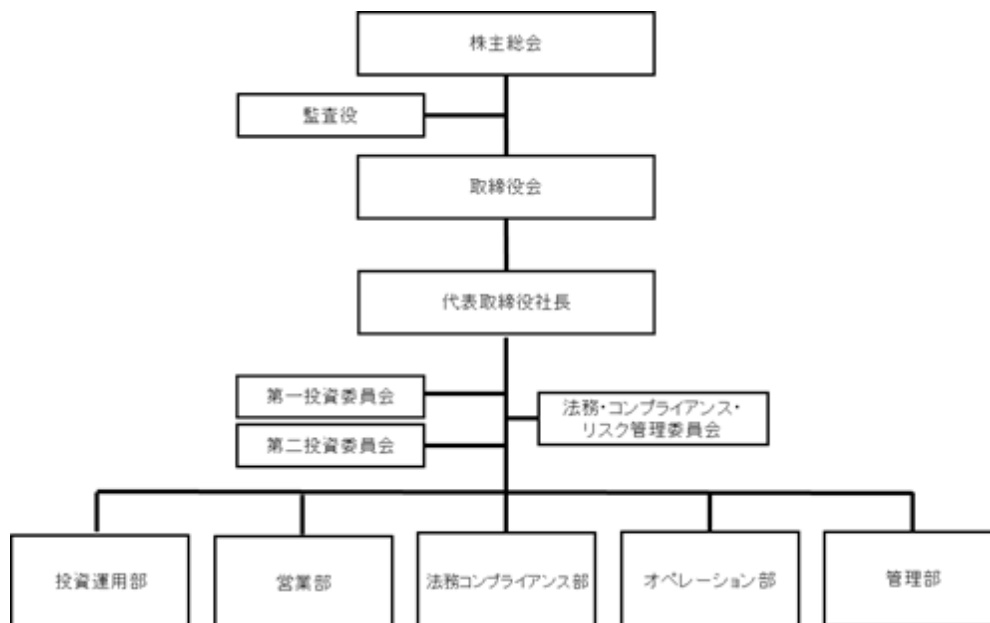 株主総会
監査役
取締役会
代表取締役社長
第一投資委員会
法務・コンプライアンス・
リスク管理委員会
第二投資委員会
投資運用部
営業部
法務コンプライアンス部
オペレーション部
管理部